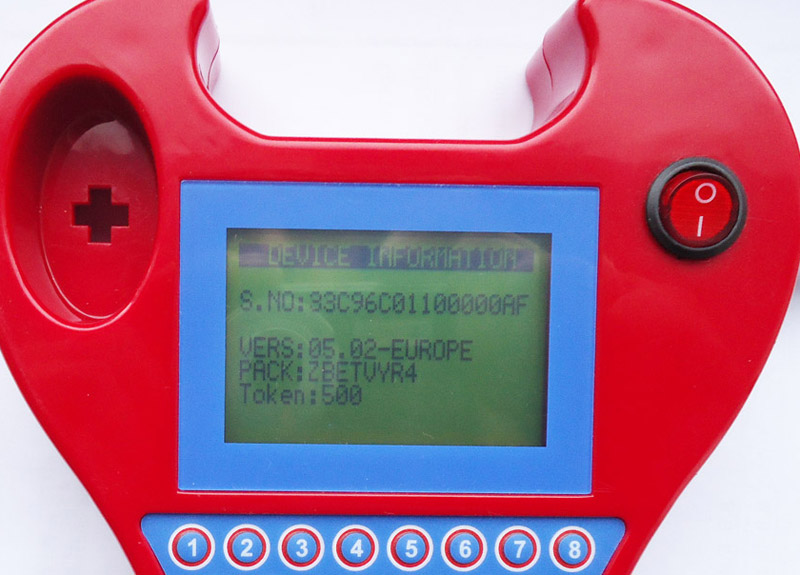 DEVICE INFORMATION
S.NO:33C96C01100000AF
VERS:05.02-EUROPE
PACK:ZBETVYR4
Token:500
O
I
1 2 3 4 5 6 7 8